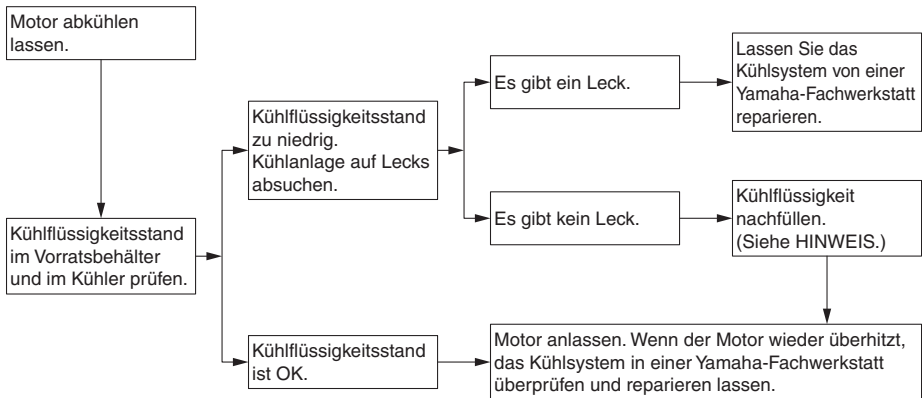 Motor abkühlen
lassen.
Kühlflüssigkeitsstand
im Vorratsbehälter
und im Kühler prüfen.
Kühlflüssigkeitsstand
zu niedrig.
Kühlanlage auf Lecks
absuchen.
Es gibt ein Leck.
Lassen Sie das
Kühlsystem von einer
Yamaha-Fachwerkstatt
reparieren.
Es gibt kein Leck.
Kühlflüssigkeit
nachfüllen.
(Siehe HINWEIS.)
Kühlflüssigkeitsstand
ist OK.
Motor anlassen. Wenn der Motor wieder überhitzt,
das Kühlsystem in einer Yamaha-Fachwerkstatt
überprüfen und reparieren lassen.